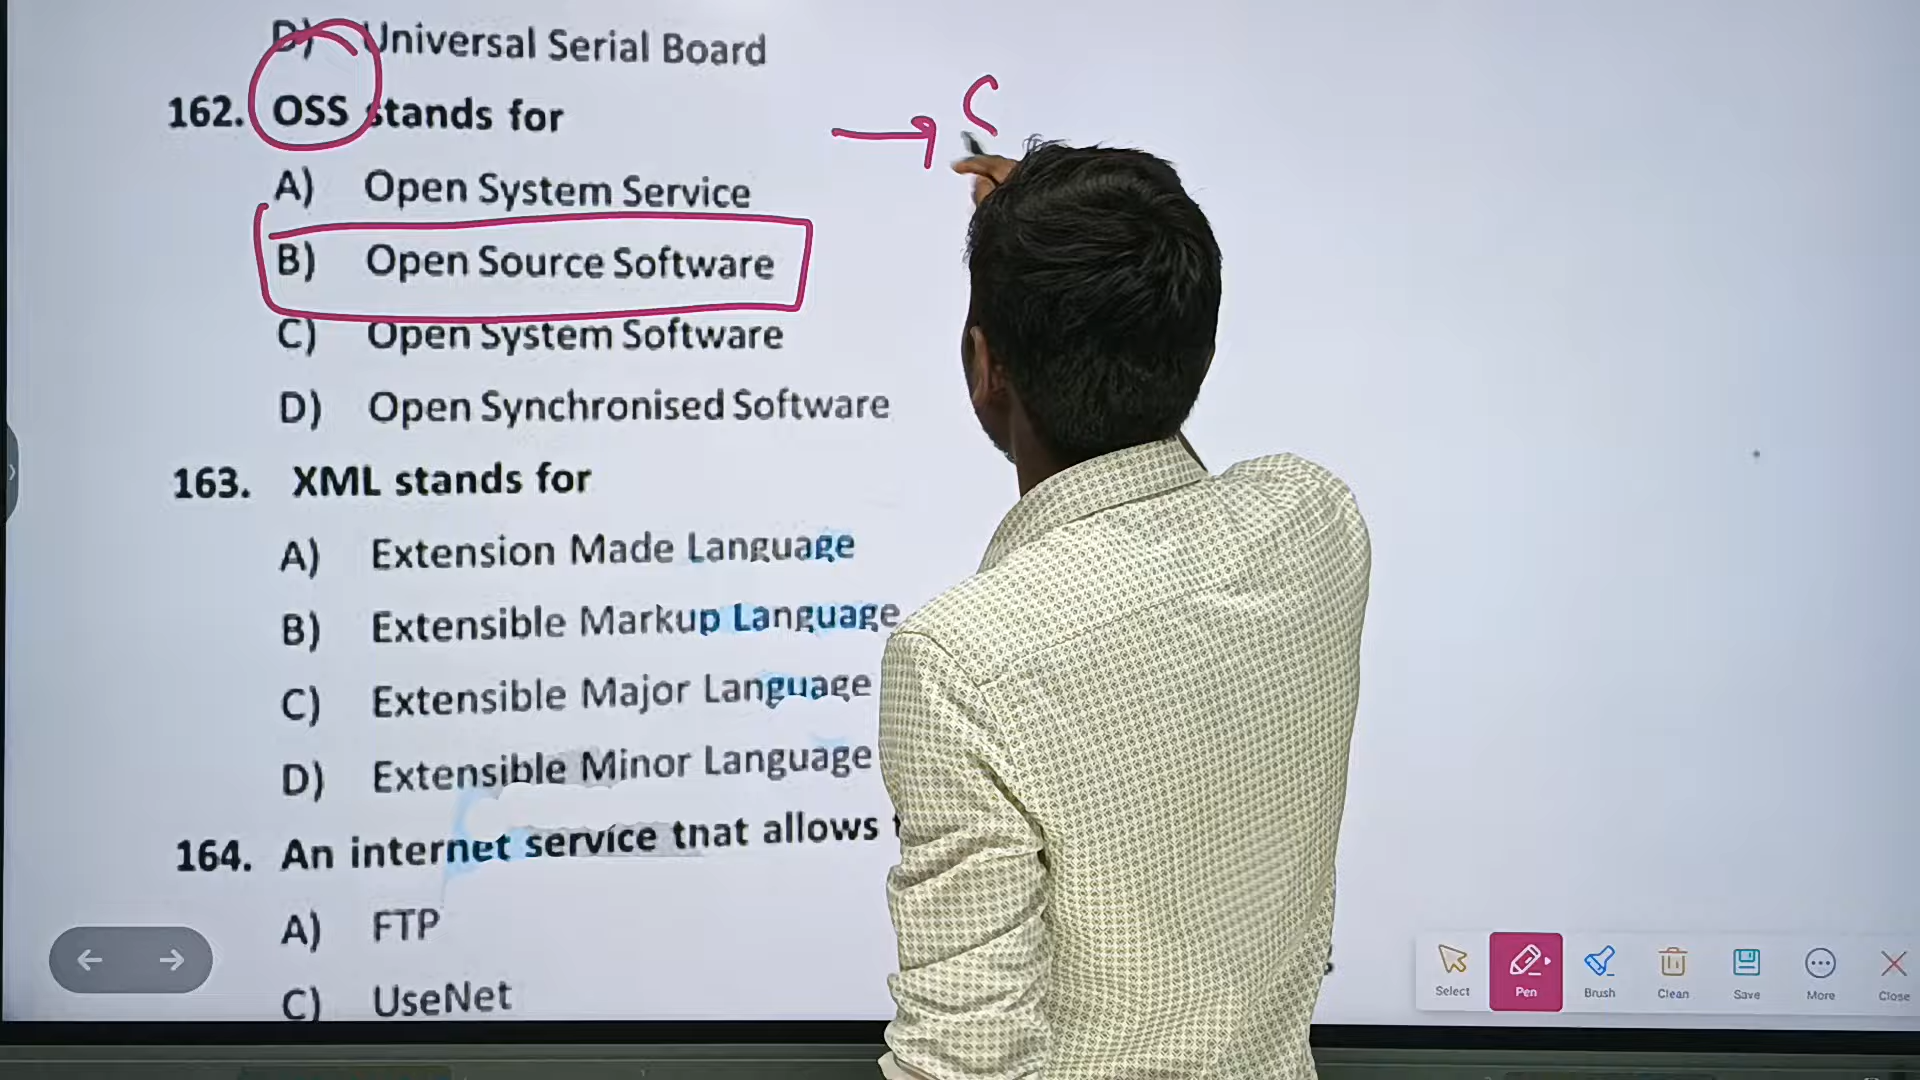 D) Universal Serial Board
162. OSS stands for
A) Open System Service
B) Open Source Software
C) Open System Software
D) Open Synchronised Software
163. XML stands for
A) Extension Made Language
B) Extensible Markup Language
C) Extensible Major Language
D) Extensible Minor Language
164. An internet service tnat allows
A) FTP
C) UseNet
Select Pen Brush Clean Save More Close